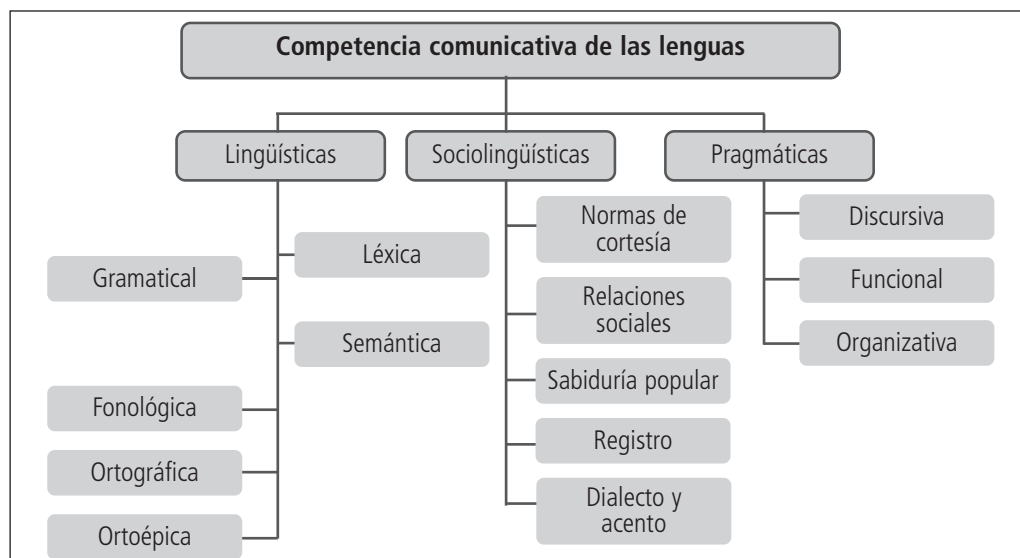 Competencia comunicativa de las lenguas
Lingüísticas
Sociolingüísticas
Pragmáticas
Gramatical
Léxica
Semántica
Fonológica
Ortográfica
Ortoépica
Normas de
cortesía
Relaciones
sociales
Sabiduría popular
Registro
Dialecto y
acento
Discursiva
Funcional
Organizativa